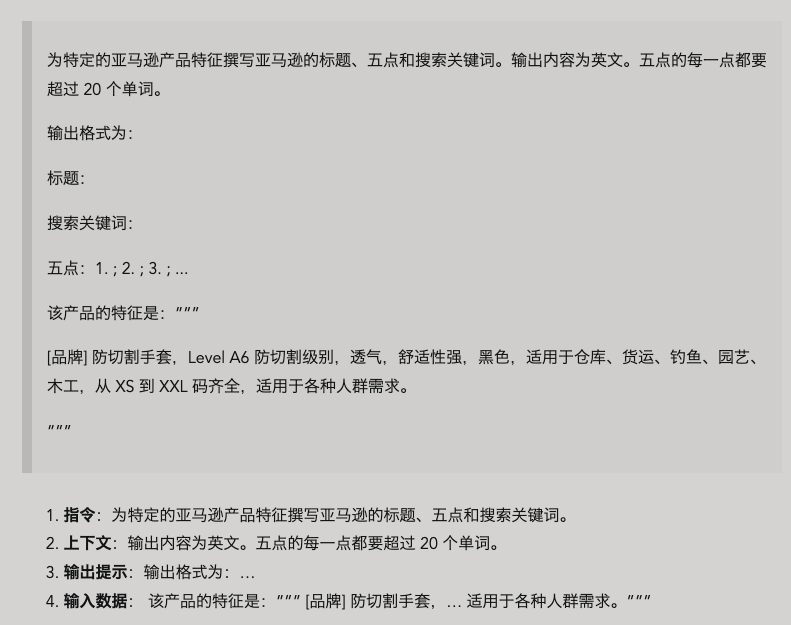 为特定的亚马逊产品特征撰写亚马逊的标题、五点和搜索关键词。输出内容为英文。五点的每一点都要
超过 20 个单词。
输出格式为：
标题：
搜索关键词：
五点：1. ; 2. ; 3. ; ...
该产品的特征是：”””
[品牌] 防切割手套，Level A6 防切割级别，透气，舒适性强，黑色，适用于仓库、货运、钓鱼、园艺、
木工，从 XS 到 XXL 码齐全，适用于各种人群需求。
”””
1. 指令：为特定的亚马逊产品特征撰写亚马逊的标题、五点和搜索关键词。
2. 上下文：输出内容为英文。五点的每一点都要超过 20 个单词。
3. 输出提示：输出格式为：…
4. 输入数据： 该产品的特征是：””” [品牌] 防切割手套，… 适用于各种人群需求。”””